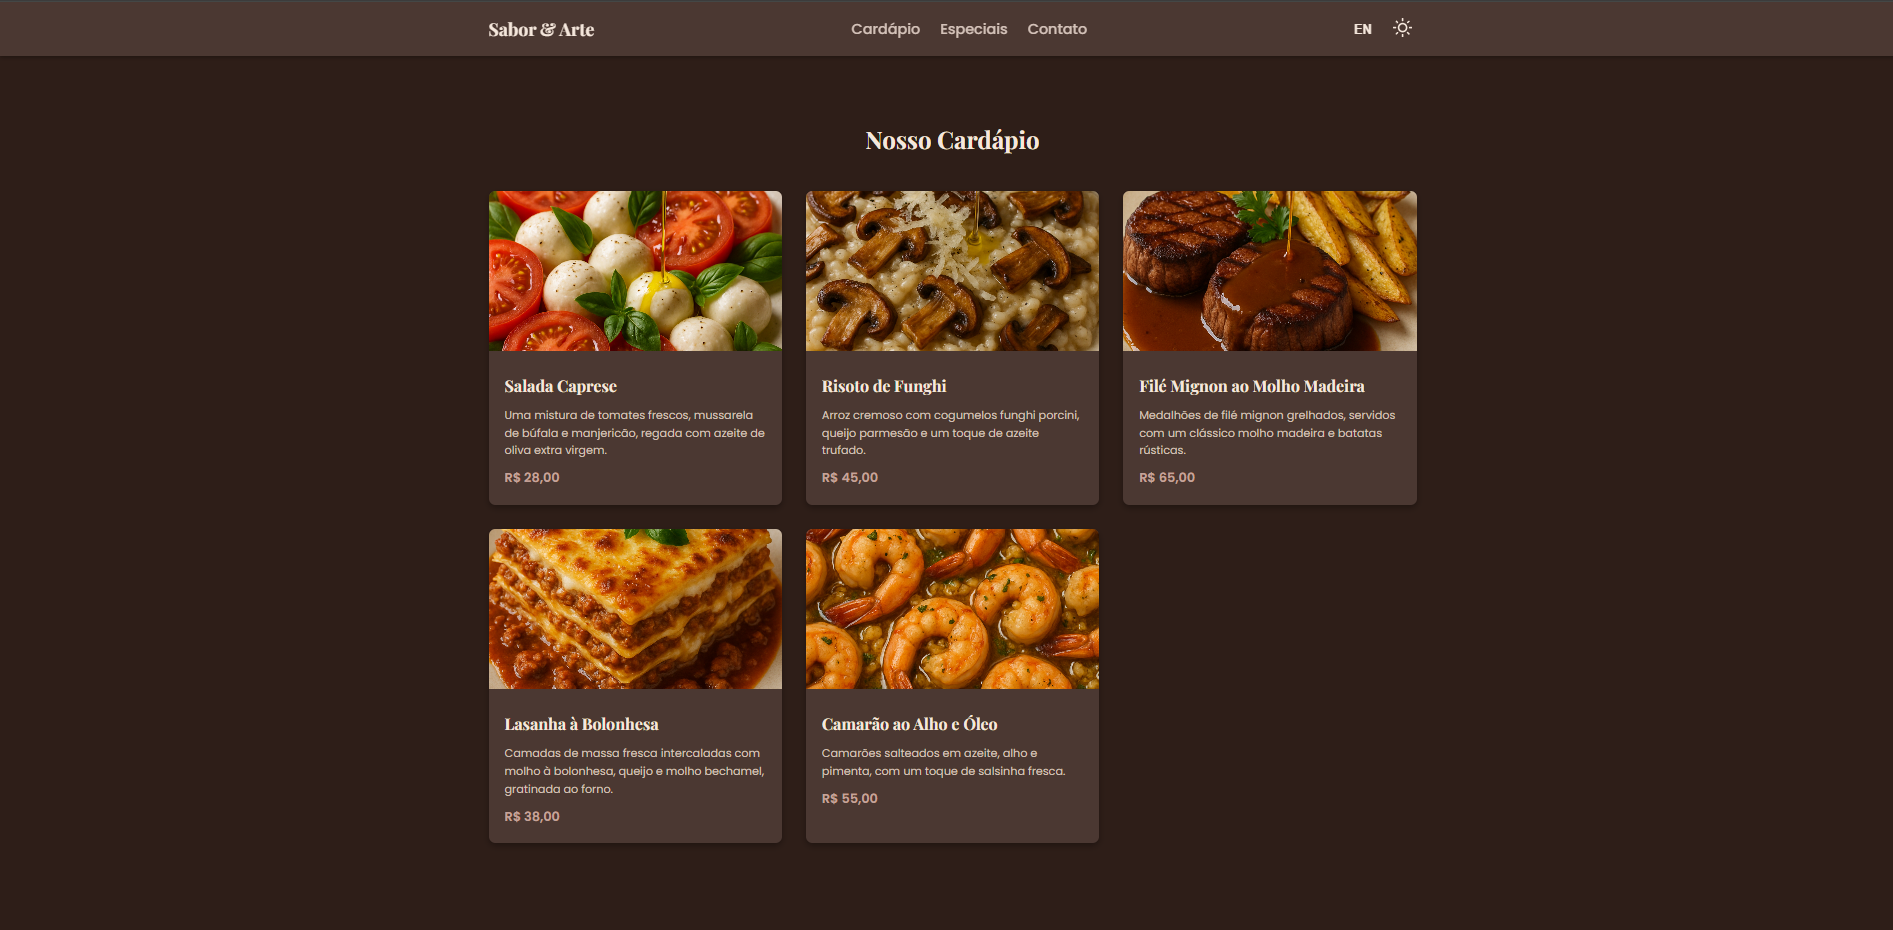 Sabor & Arte
Cardápio Especiais Contato
EN
Nosso Cardápio
Salada Caprese
Uma mistura de tomates frescos, mussarela
de búfala e manjericão, regada com azeite de
oliva extra virgem.
R$ 28,00
Risoto de Funghi
Arroz cremoso com cogumelos funghi porcini,
queijo parmesão e um toque de azeite
trufado.
R$ 45,00
Filé Mignon ao Molho Madeira
Medalhões de filé mignon grelhados, servidos
com um clássico molho madeira e batatas
rústicas.
R$ 65,00
Lasanha à Bolonhesa
Camadas de massa fresca intercaladas com
molho à bolonhesa, queijo e molho bechamel,
gratinada ao forno.
R$ 38,00
Camarão ao Alho e Óleo
Camarões salteados em azeite, alho e
pimenta, com um toque de salsinha fresca.
R$ 55,00